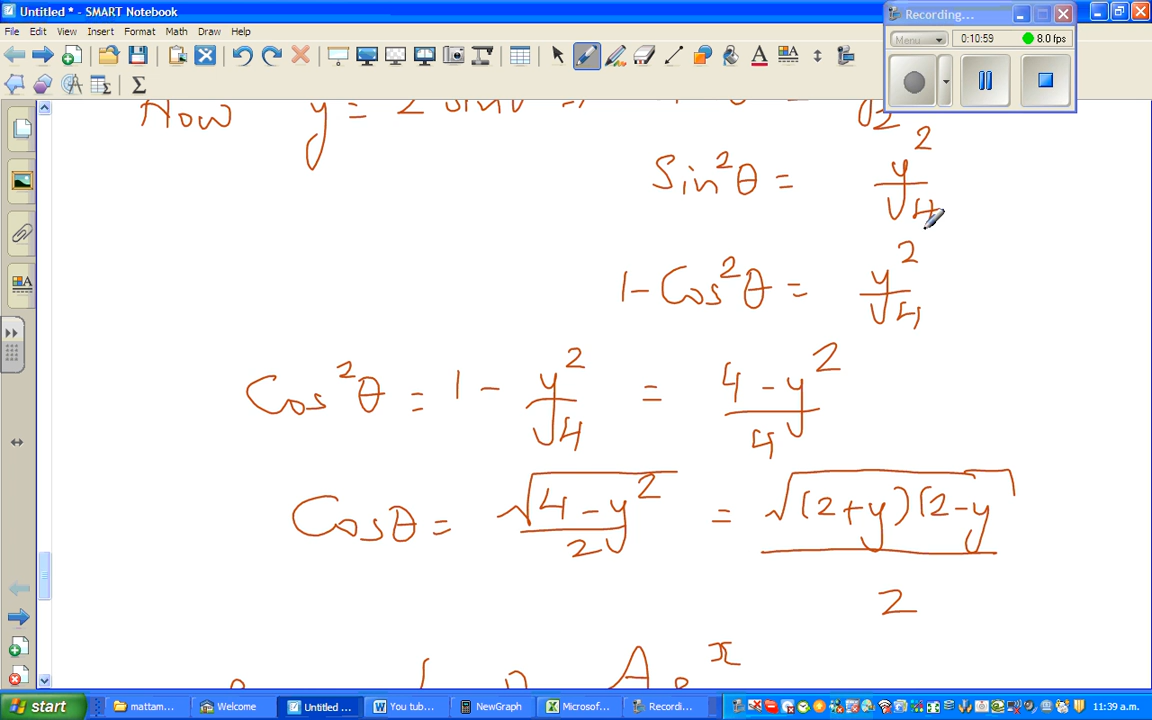 Untitled * - SMART Notebook
Recording...
File Edit View Insert Format Math Draw Help
Menu 0:10:59 8.0 fps
Now y = 2 sinθ ⇒
Sin²θ = y²/4
1 - Cos²θ = y²/4
Cos²θ = 1 - y²/4 = (4 - y²)/4
Cosθ = √(4 - y²)/2 = √((2+y)(2-y)/2
A e^x
start mattam... Welcome Untitled ... You tub... NewGraph Microsof... Recordi... 11:39 a.m.